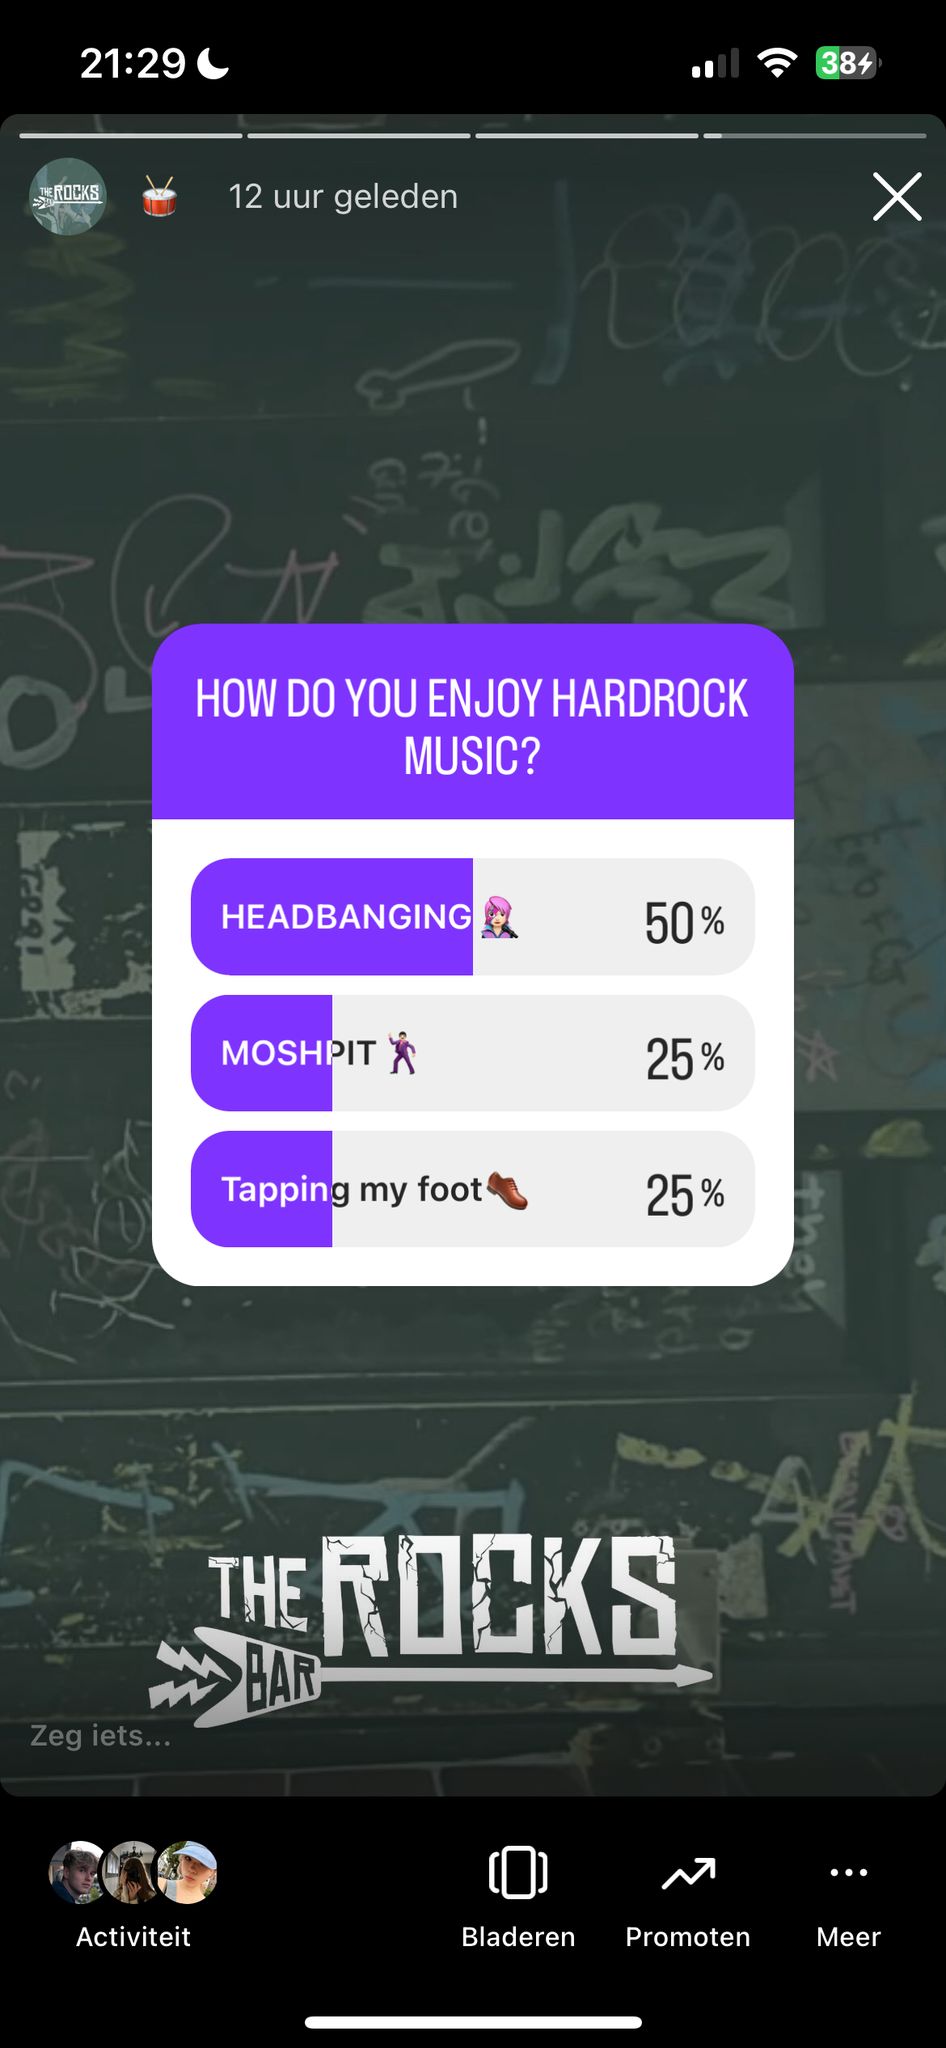 21:29
38
THE ROCKS
🥁 12 uur geleden
HOW DO YOU ENJOY HARDROCK
MUSIC?
HEADBANGING👩🏻‍🎤 50%
MOSHPIT🕺🏻 25%
Tapping my foot👞 25%
THE ROCKS
BAR
Zeg iets...
Activiteit
Bladeren
Promoten
Meer